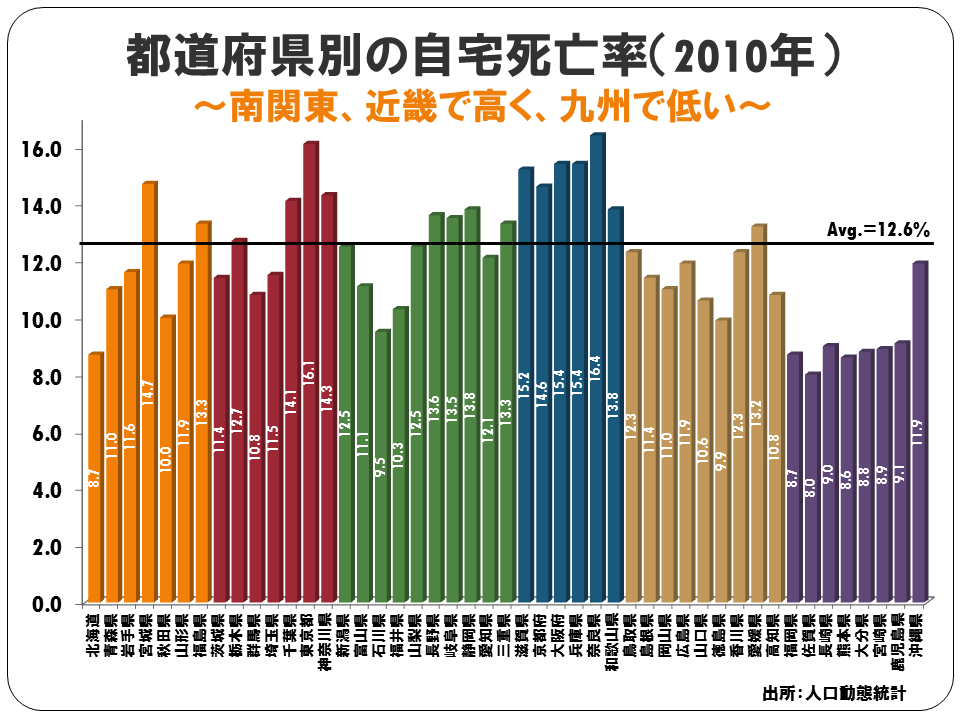 都道府県別の自宅死亡率（2010年）
～南関東、近畿で高く、九州で低い～
16.0
14.0
12.0
10.0
8.0
6.0
4.0
2.0
0.0
Avg.=12.6%
8.7
11.0
11.6
14.7
10.0
11.9
13.3
11.4
12.7
10.8
11.5
14.1
16.1
14.3
12.5
11.1
9.5
10.3
12.5
13.6
13.5
13.8
12.1
13.3
15.2
14.6
15.4
15.4
16.4
13.8
12.3
11.4
11.0
11.9
10.6
9.9
12.3
13.2
10.8
8.7
8.0
9.0
8.6
8.8
8.9
9.1
11.9
北海道
青森県
岩手県
宮城県
秋田県
山形県
福島県
茨城県
栃木県
群馬県
埼玉県
千葉県
東京都
神奈川県
新潟県
富山県
石川県
福井県
山梨県
長野県
岐阜県
静岡県
愛知県
三重県
滋賀県
京都府
大阪府
兵庫県
奈良県
和歌山県
鳥取県
島根県
岡山県
広島県
山口県
徳島県
香川県
愛媛県
高知県
福岡県
佐賀県
長崎県
熊本県
大分県
宮崎県
鹿児島県
沖縄県
出所：人口動態統計